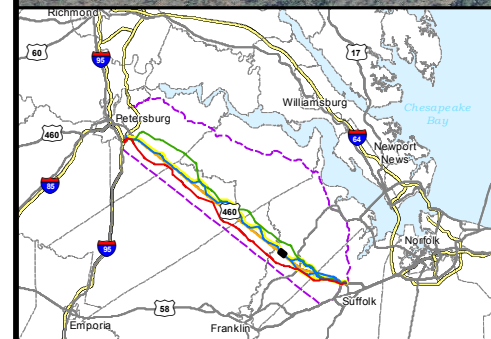 Richmond
60
95
17
Williamsburg
Chesapeake
Bay
Petersburg
460
64
Newport
News
85
460
95
Norfolk
Suffolk
58
Emporia
Franklin